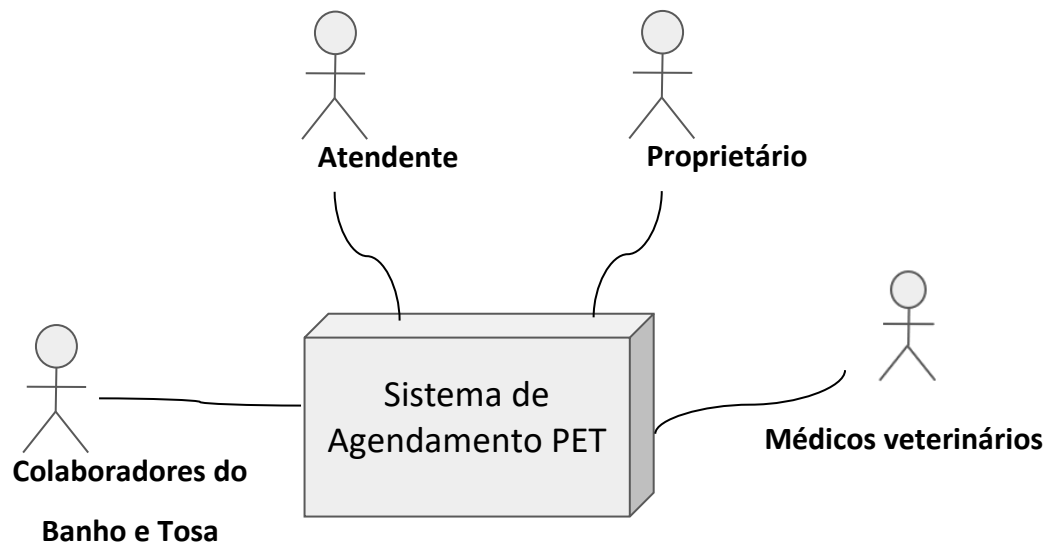 Atendente
Proprietário
Sistema de
Agendamento PET
Médicos veterinários
Colaboradores do
Banho e Tosa